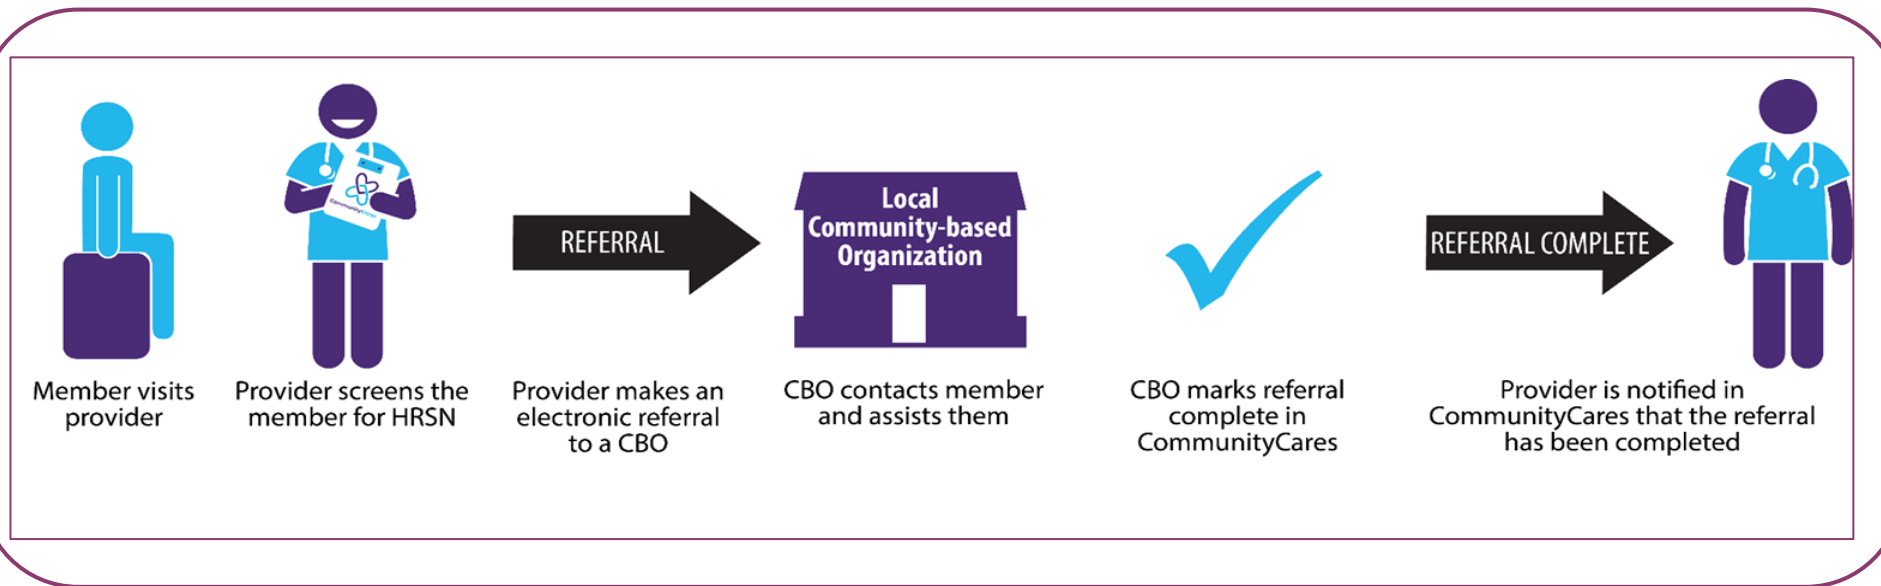 CommunityCares
REFERRAL
Local
Community-based
Organization
REFERRAL COMPLETE
Member visits
provider
Provider screens the
member for HRSN
Provider makes an
electronic referral
to a CBO
CBO contacts member
and assists them
CBO marks referral
complete in
CommunityCares
Provider is notified in
CommunityCares that the referral
has been completed